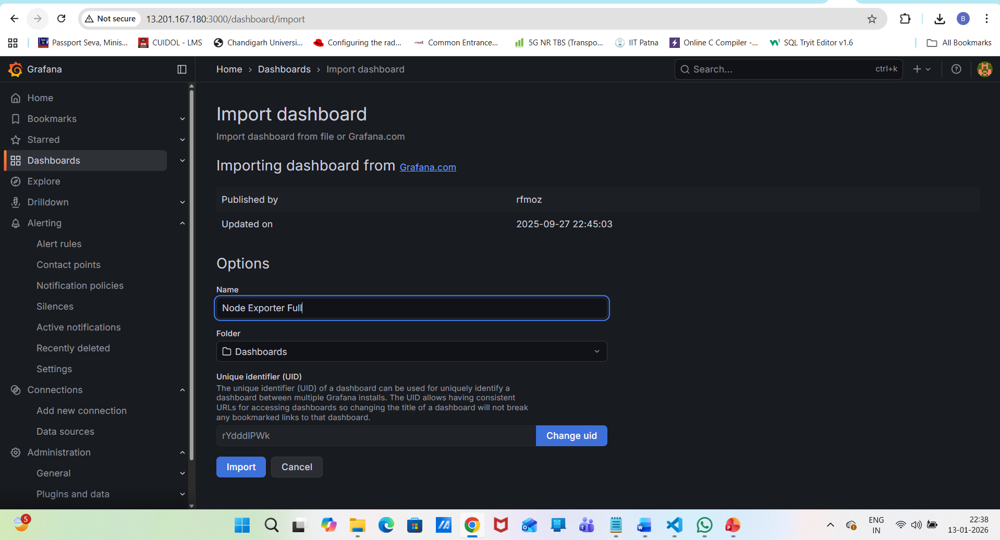 Not secure
13.201.167.180:3000/dashboard/import
B
Passport Seva, Minis...
CUIDOL - LMS
Chandigarh Universi...
Configuring the rad...
Common Entrance...
5G NR TBS (Transpo...
IIT Patna
Online C Compiler -...
SQL Tryit Editor v1.6
All Bookmarks
Grafana
Home › Dashboards › Import dashboard
Search...
ctrl+k
Home
Bookmarks
Starred
Dashboards
Explore
Drilldown
Alerting
Alert rules
Contact points
Notification policies
Silences
Active notifications
Recently deleted
Settings
Connections
Add new connection
Data sources
Administration
General
Plugins and data
Import dashboard
Import dashboard from file or Grafana.com
Importing dashboard from Grafana.com
Published by rfmoz
Updated on 2025-09-27 22:45:03
Options
Name
Node Exporter Full
Folder
Dashboards
Unique identifier (UID)
The unique identifier (UID) of a dashboard can be used for uniquely identify a
dashboard between multiple Grafana installs. The UID allows having consistent
URLs for accessing dashboards so changing the title of a dashboard will not break
any bookmarked links to that dashboard.
rYdddlPWk
Change uid
Import
Cancel
5
ENG
IN
22:38
13-01-2026